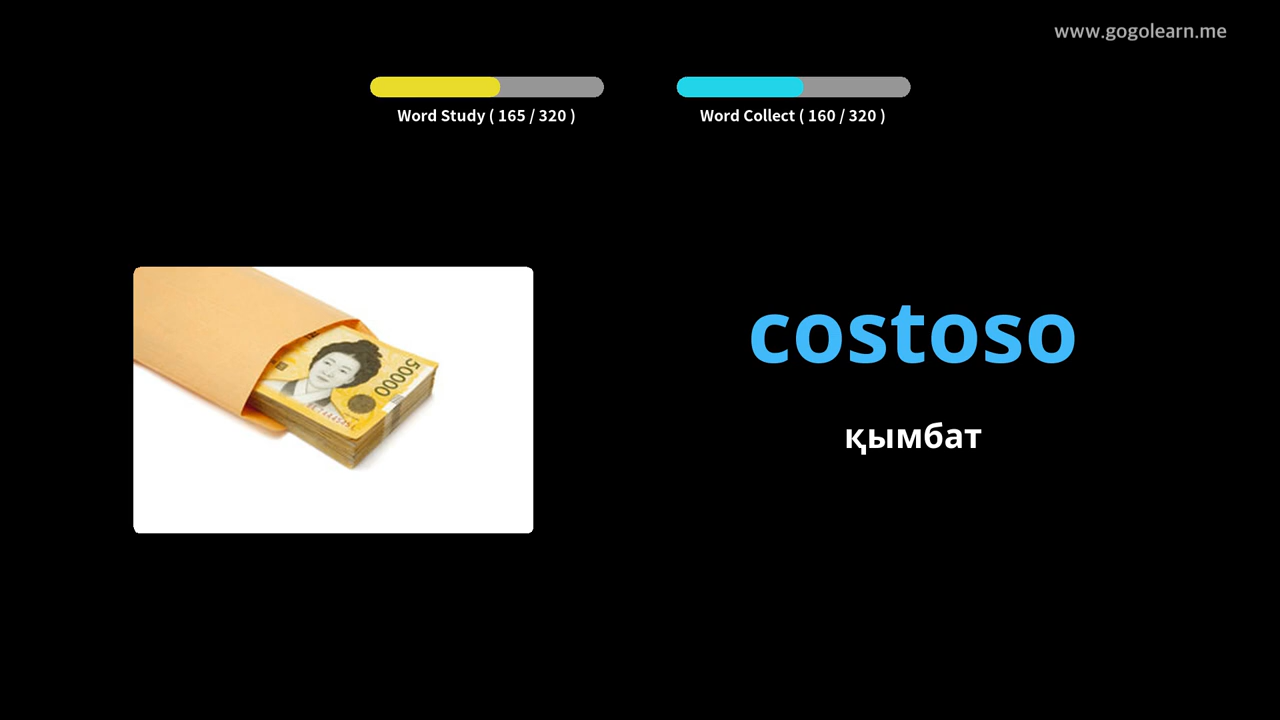 www.gogolearn.me
Word Study ( 165 / 320 )
Word Collect ( 160 / 320 )
50000
costoso
қымбат